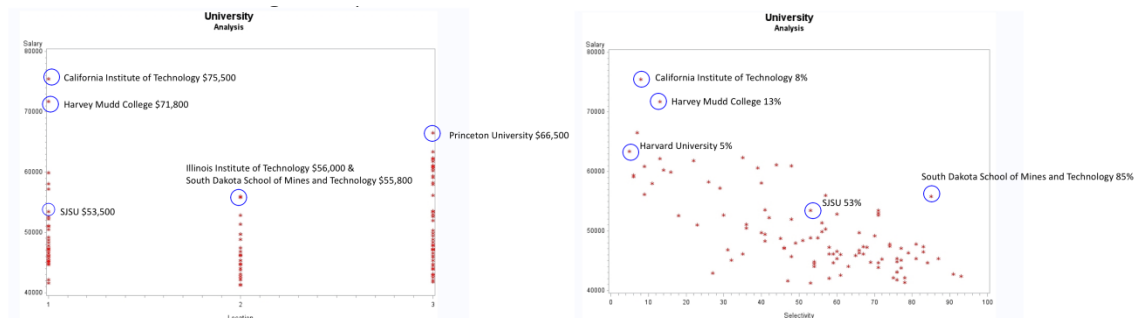 University
Analysis
Salary
80000
70000
60000
50000
40000
California Institute of Technology $75,500
Harvey Mudd College $71,800
Princeton University $66,500
Illinois Institute of Technology $56,000 &
South Dakota School of Mines and Technology $55,800
SJSU $53,500
1
2
3
Location
University
Analysis
Salary
80000
70000
60000
50000
40000
California Institute of Technology 8%
Harvey Mudd College 13%
Harvard University 5%
South Dakota School of Mines and Technology 85%
SJSU 53%
0
10
20
30
40
50
60
70
80
90
100
Selectivity